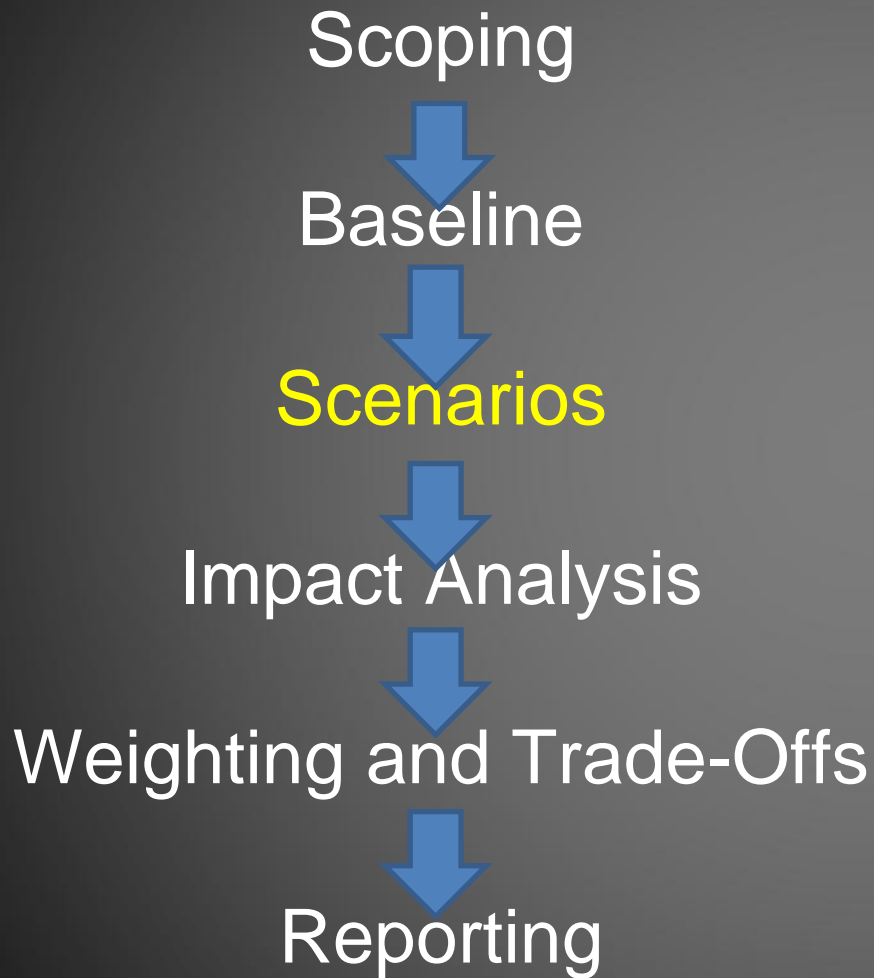 Scoping
Baseline
Scenarios
Impact Analysis
Weighting and Trade-Offs
Reporting